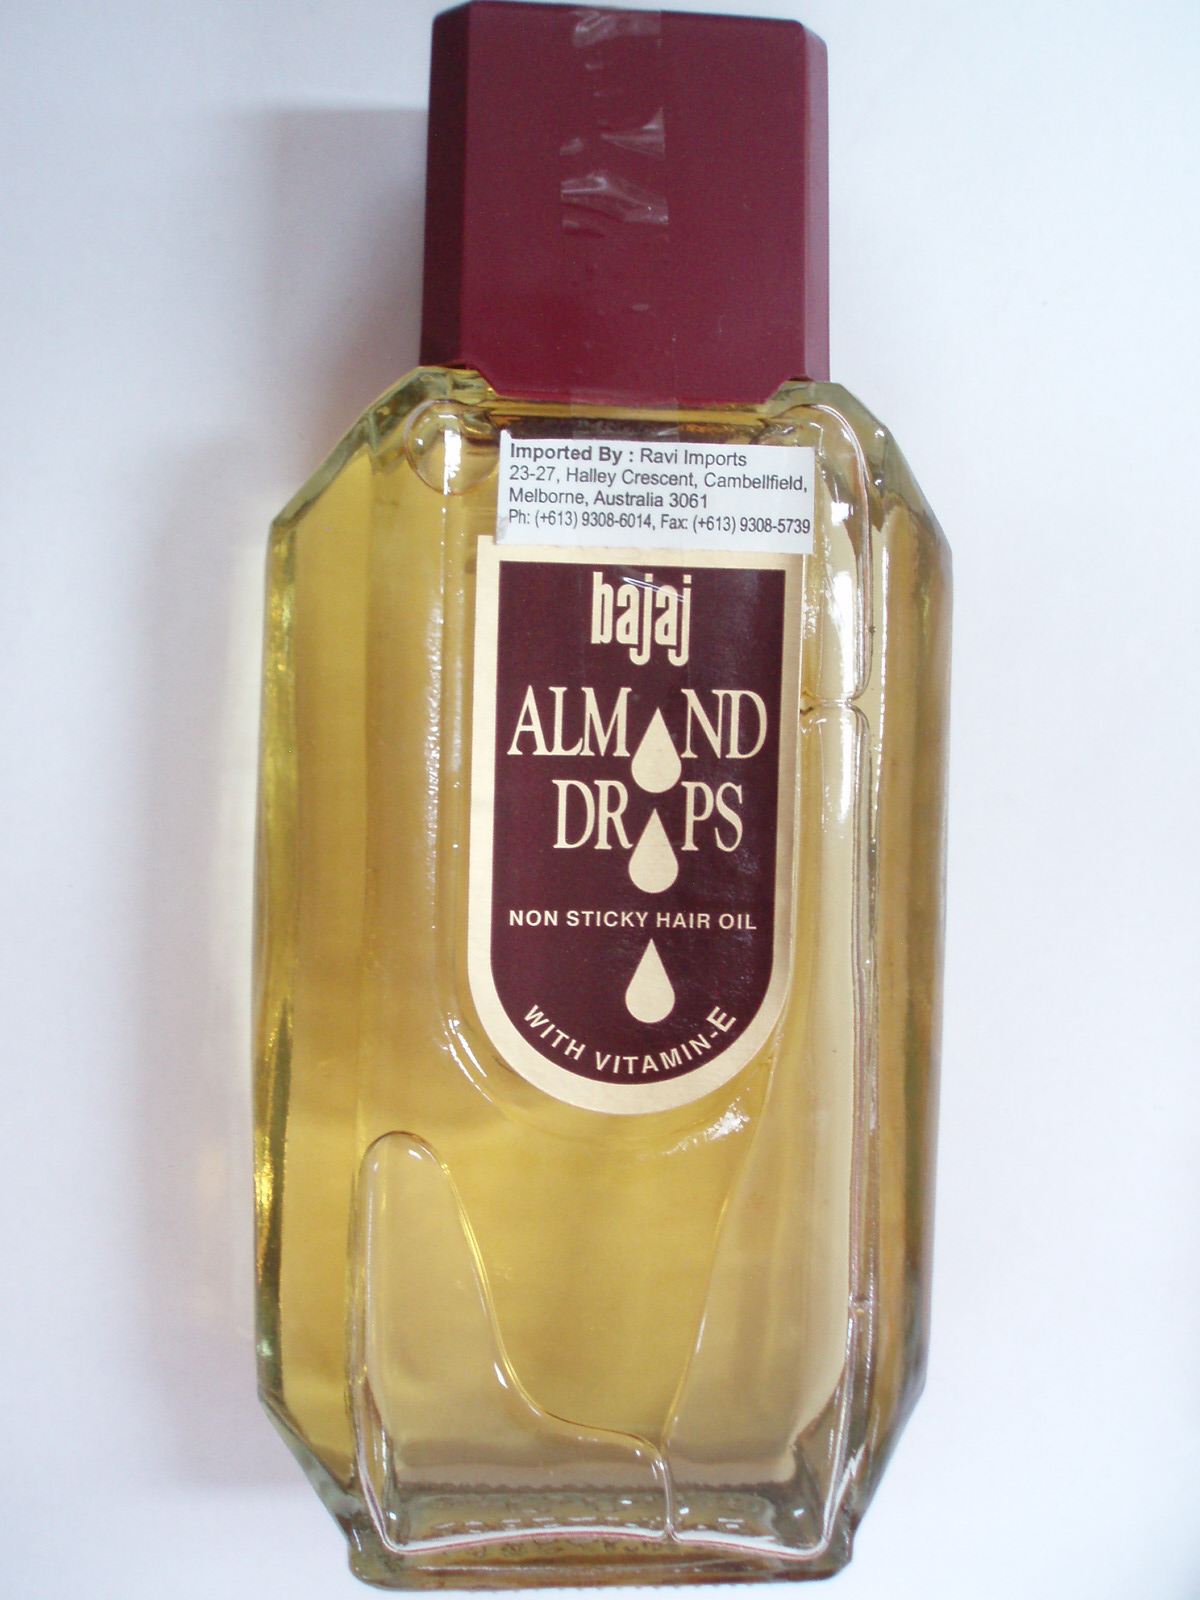 Imported By : Ravi Imports
23-27, Halley Crescent, Cambellfield,
Melborne, Australia 3061
Ph: (+613) 9308-6014, Fax: (+613) 9308-5739
bajaj
ALMOND
DROPS
NON STICKY HAIR OIL
WITH VITAMIN-E